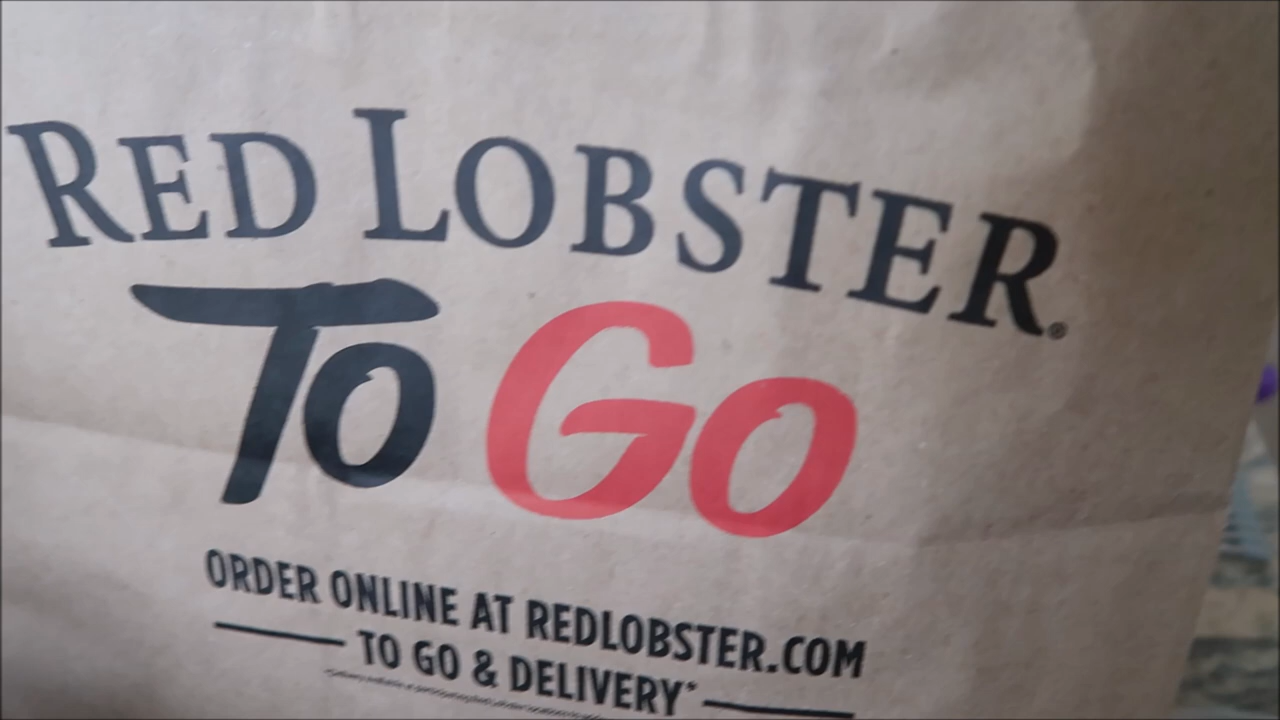 RED LOBSTER®
TO GO
ORDER ONLINE AT REDLOBSTER.COM
TO GO & DELIVERY*